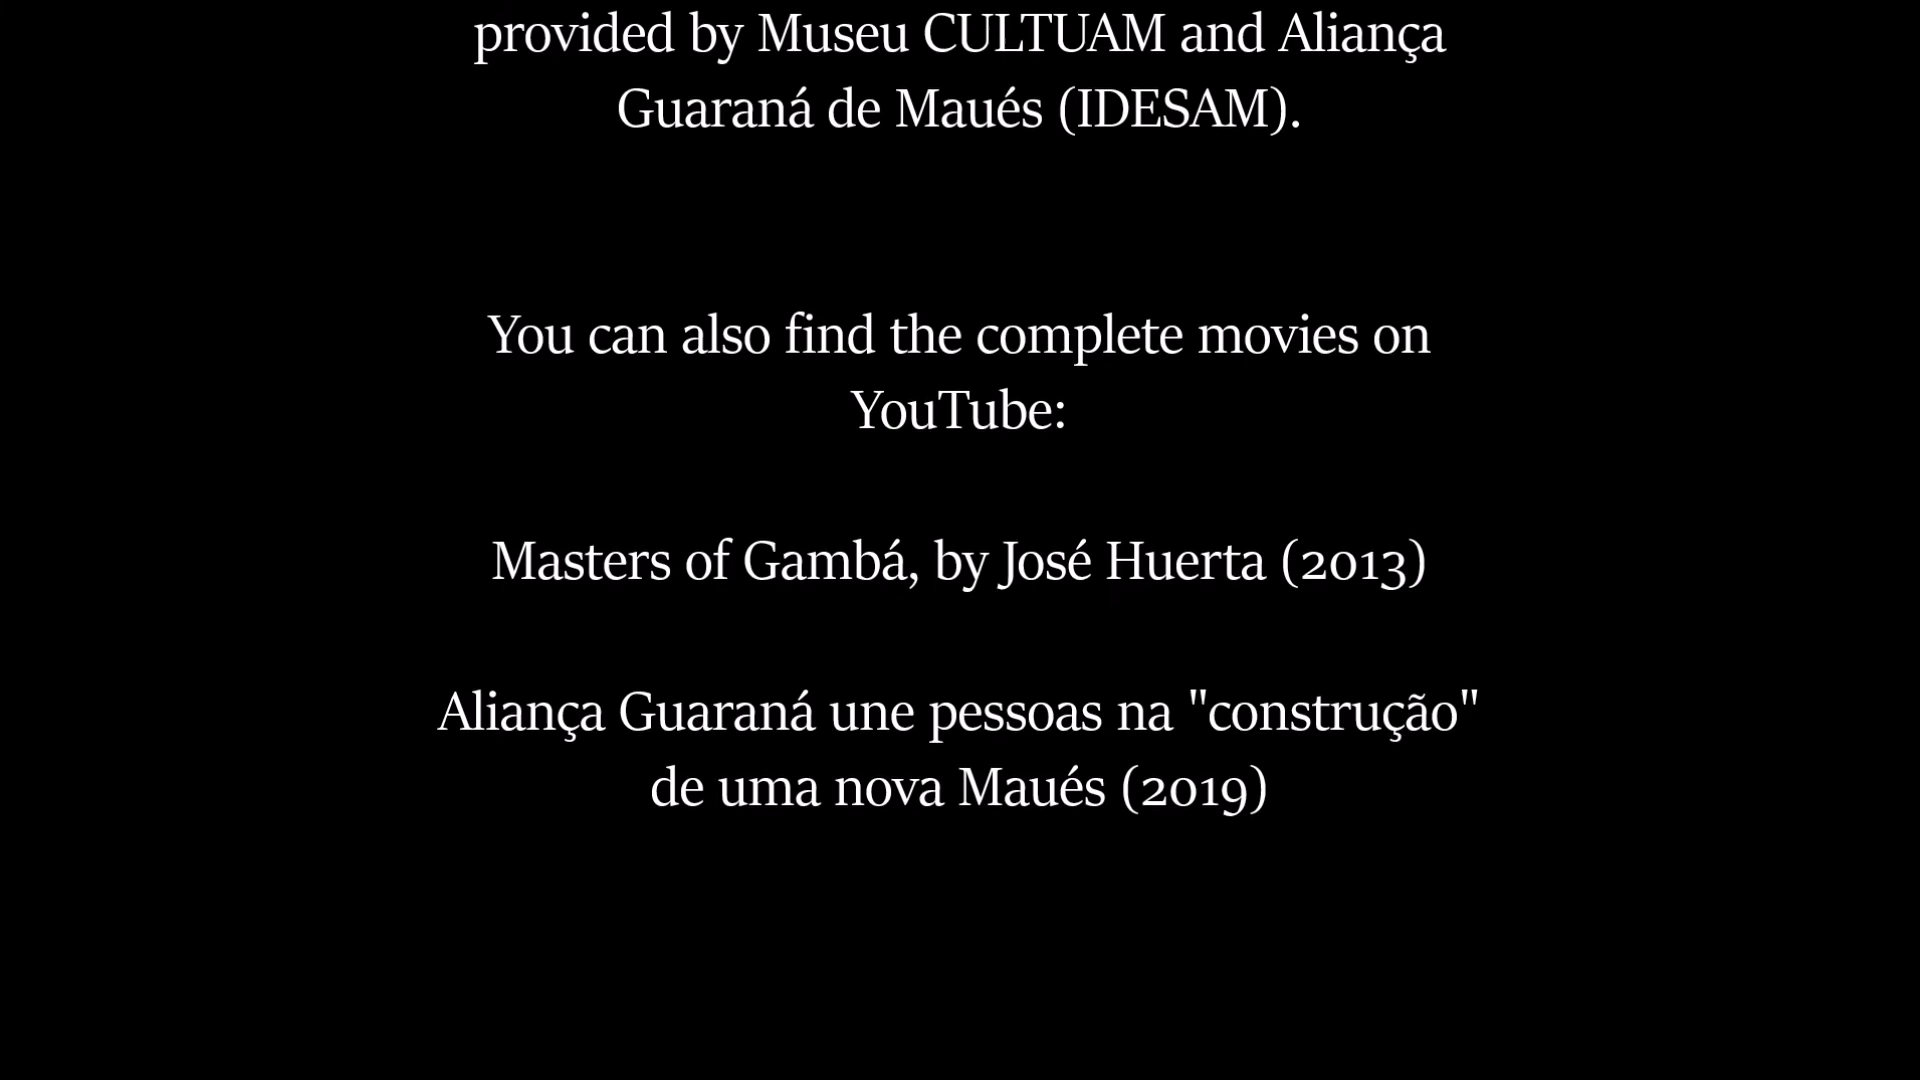 provided by Museu CULTUAM and Aliança
Guaraná de Maués (IDESAM).
You can also find the complete movies on
YouTube:
Masters of Gambá, by José Huerta (2013)
Aliança Guaraná une pessoas na "construção"
de uma nova Maués (2019)